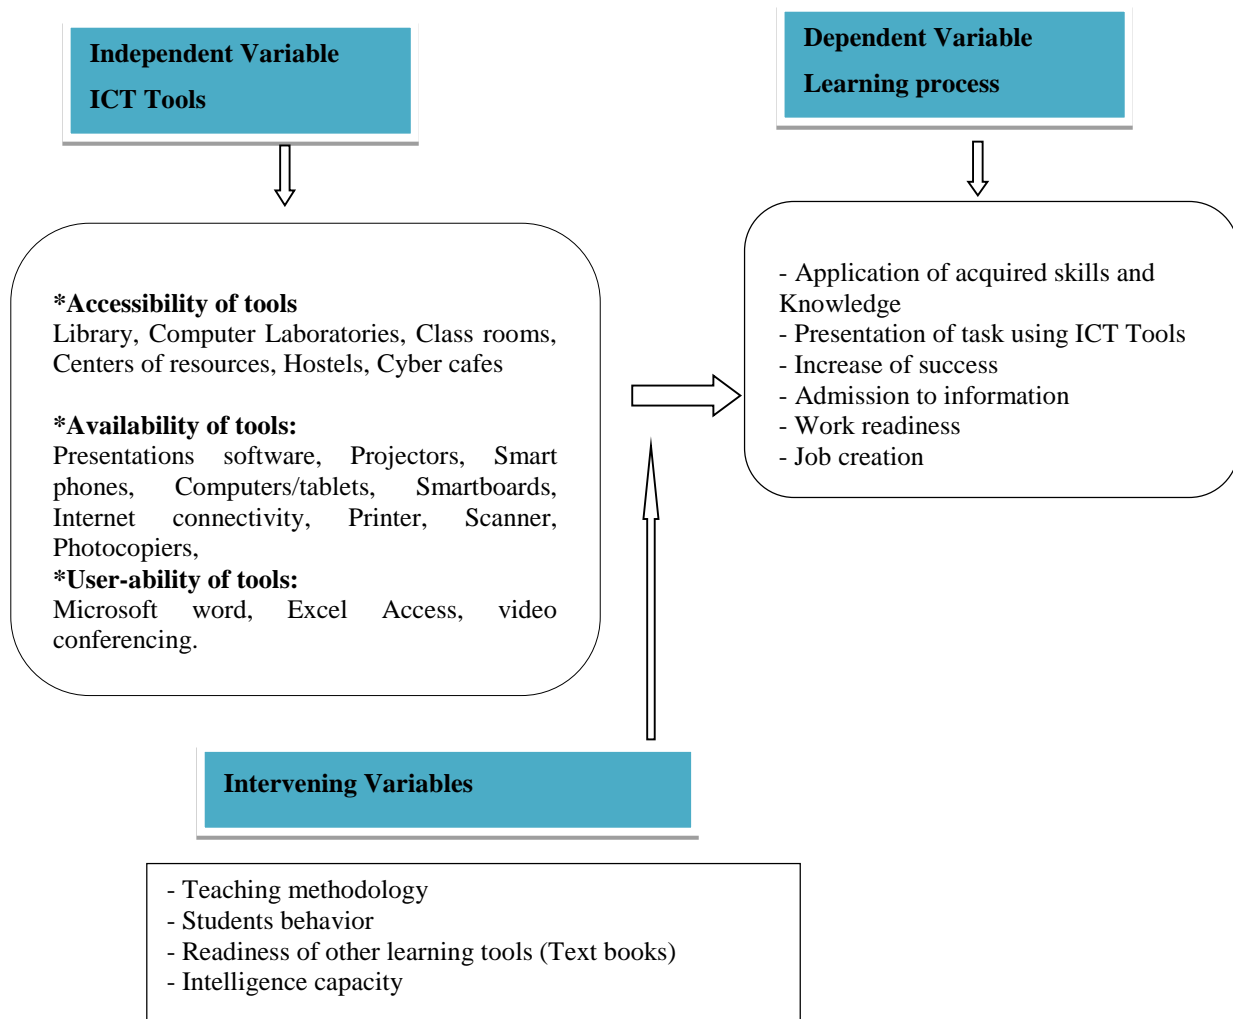 Independent Variable
ICT Tools
Dependent Variable
Learning process
*Accessibility of tools
Library, Computer Laboratories, Class rooms,
Centers of resources, Hostels, Cyber cafes
*Availability of tools:
Presentations software, Projectors, Smart
phones, Computers/tablets, Smartboards,
Internet connectivity, Printer, Scanner,
Photocopiers,
*User-ability of tools:
Microsoft word, Excel Access, video
conferencing.
- Application of acquired skills and
Knowledge
- Presentation of task using ICT Tools
- Increase of success
- Admission to information
- Work readiness
- Job creation
Intervening Variables
- Teaching methodology
- Students behavior
- Readiness of other learning tools (Text books)
- Intelligence capacity